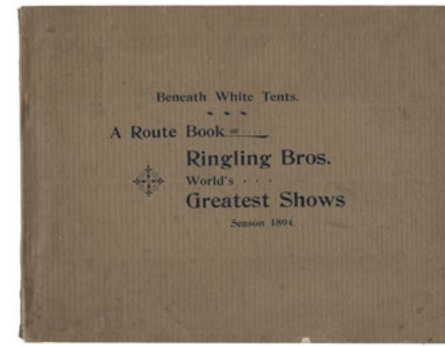 Beneath White Tents.
A Route Book of
Ringling Bros.
World's . . .
Greatest Shows
Season 1894.